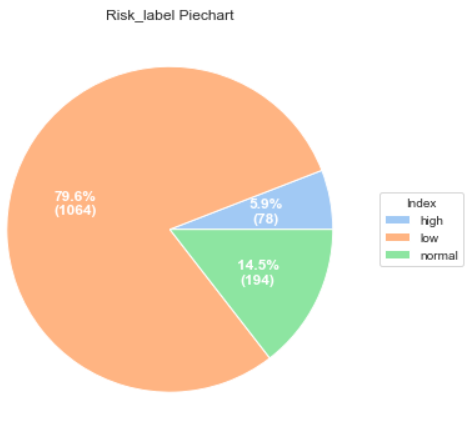 Risk_label Piechart
79.6%
(1064)
5.9%
(78)
14.5%
(194)
Index
high
low
normal